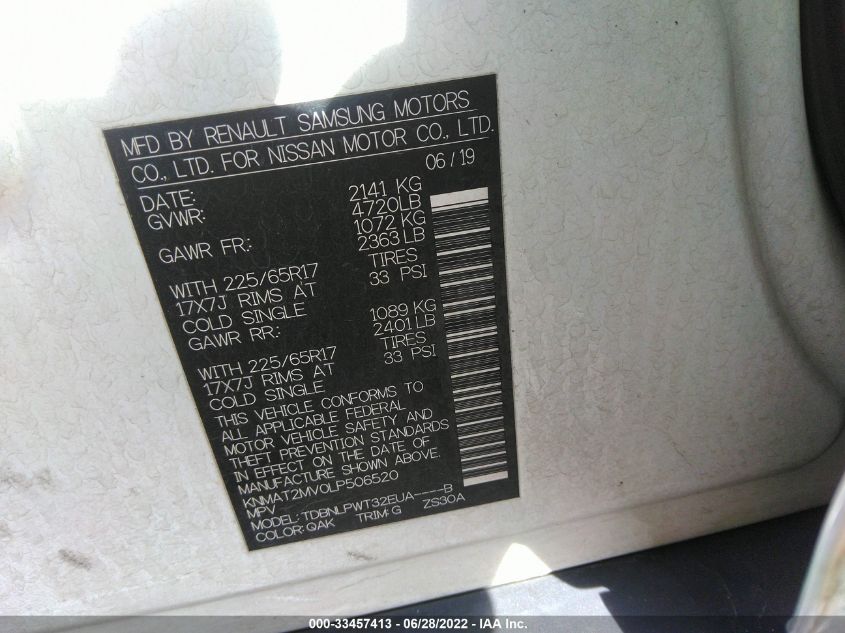 MFD BY RENAULT SAMSUNG MOTORS
CO., LTD. FOR NISSAN MOTOR CO., LTD.
DATE: 06 / 19
GVWR: 2141 KG
4720LB
GAWR FR: 1072 KG
2363 LB
WITH 225/65R17 TIRES
17X7J RIMS AT 33 PSI
COLD SINGLE
GAWR RR: 1089 KG
2401 LB
WITH 225/65R17 TIRES
17X7J RIMS AT 33 PSI
COLD SINGLE
THIS VEHICLE CONFORMS TO
ALL APPLICABLE FEDERAL
MOTOR VEHICLE SAFETY AND
THEFT PREVENTION STANDARDS
IN EFFECT ON THE DATE OF
MANUFACTURE SHOWN ABOVE.
KNMAT2MV0LP506520
MPV
MODEL: TDBNLPWT32EUA----B
COLOR: QAK TRIM: G ZS30A
000-33457413 - 06/28/2022 - IAA Inc.